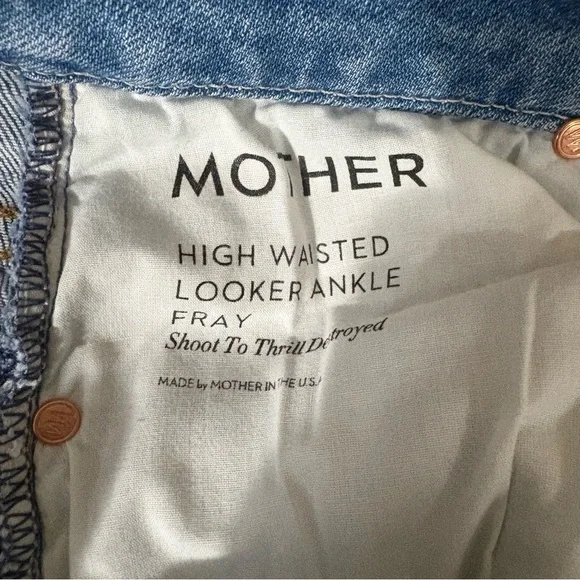 MOTHER
HIGH WAISTED
LOOKER ANKLE
FRAY
Shoot To Thrill Destroyed
MADE by MOTHER IN THE U.S.A